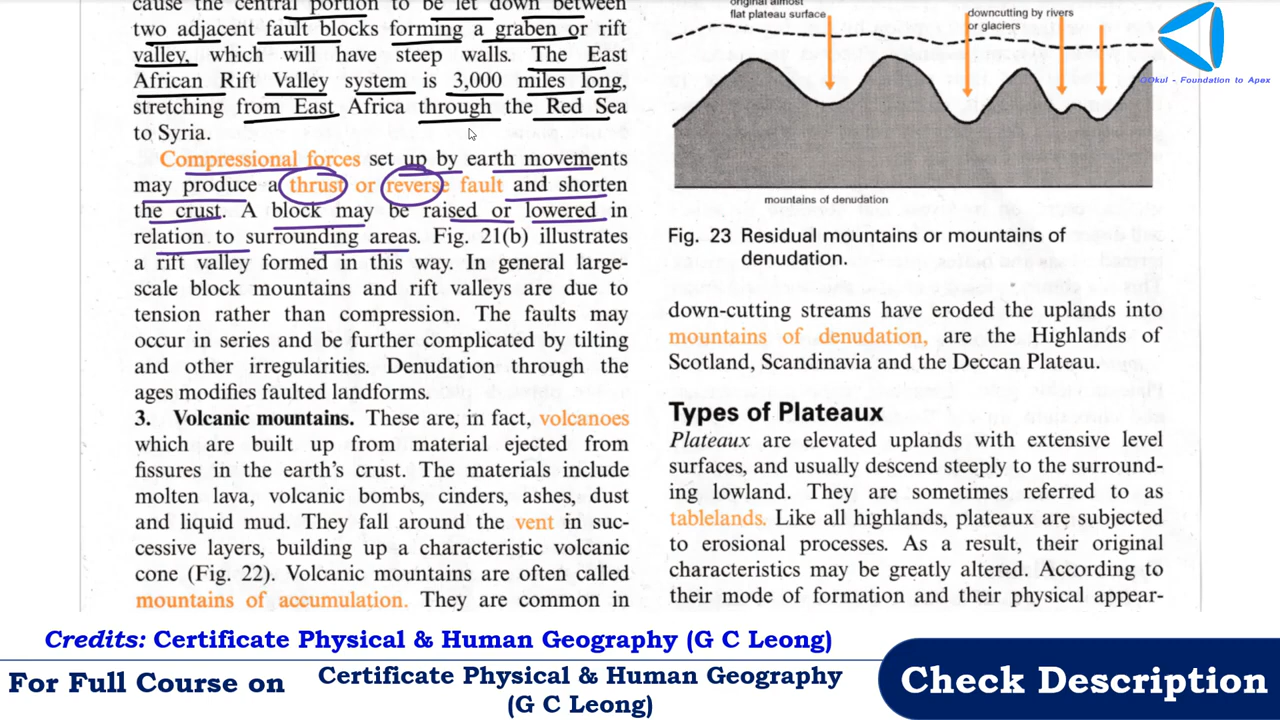 cause the central portion to be let down between
two adjacent fault blocks forming a graben or rift
valley, which will have steep walls. The East
African Rift Valley system is 3,000 miles long,
stretching from East Africa through the Red Sea
to Syria.
Compressional forces set up by earth movements
may produce a thrust or reverse fault and shorten
the crust. A block may be raised or lowered in
relation to surrounding areas. Fig. 21(b) illustrates
a rift valley formed in this way. In general large-
scale block mountains and rift valleys are due to
tension rather than compression. The faults may
occur in series and be further complicated by tilting
and other irregularities. Denudation through the
ages modifies faulted landforms.
3. Volcanic mountains. These are, in fact, volcanoes
which are built up from material ejected from
fissures in the earth's crust. The materials include
molten lava, volcanic bombs, cinders, ashes, dust
and liquid mud. They fall around the vent in suc-
cessive layers, building up a characteristic volcanic
cone (Fig. 22). Volcanic mountains are often called
mountains of accumulation. They are common in
original almost
flat plateau surface
downcutting by rivers
or glaciers
mountains of denudation
Fig. 23 Residual mountains or mountains of
denudation.
down-cutting streams have eroded the uplands into
mountains of denudation, are the Highlands of
Scotland, Scandinavia and the Deccan Plateau.
Types of Plateaux
Plateaux are elevated uplands with extensive level
surfaces, and usually descend steeply to the surround-
ing lowland. They are sometimes referred to as
tablelands. Like all highlands, plateaux are subjected
to erosional processes. As a result, their original
characteristics may be greatly altered. According to
their mode of formation and their physical appear-
GOkul - Foundation to Apex
Credits: Certificate Physical & Human Geography (G C Leong)
For Full Course on
Certificate Physical & Human Geography
(G C Leong)
Check Description